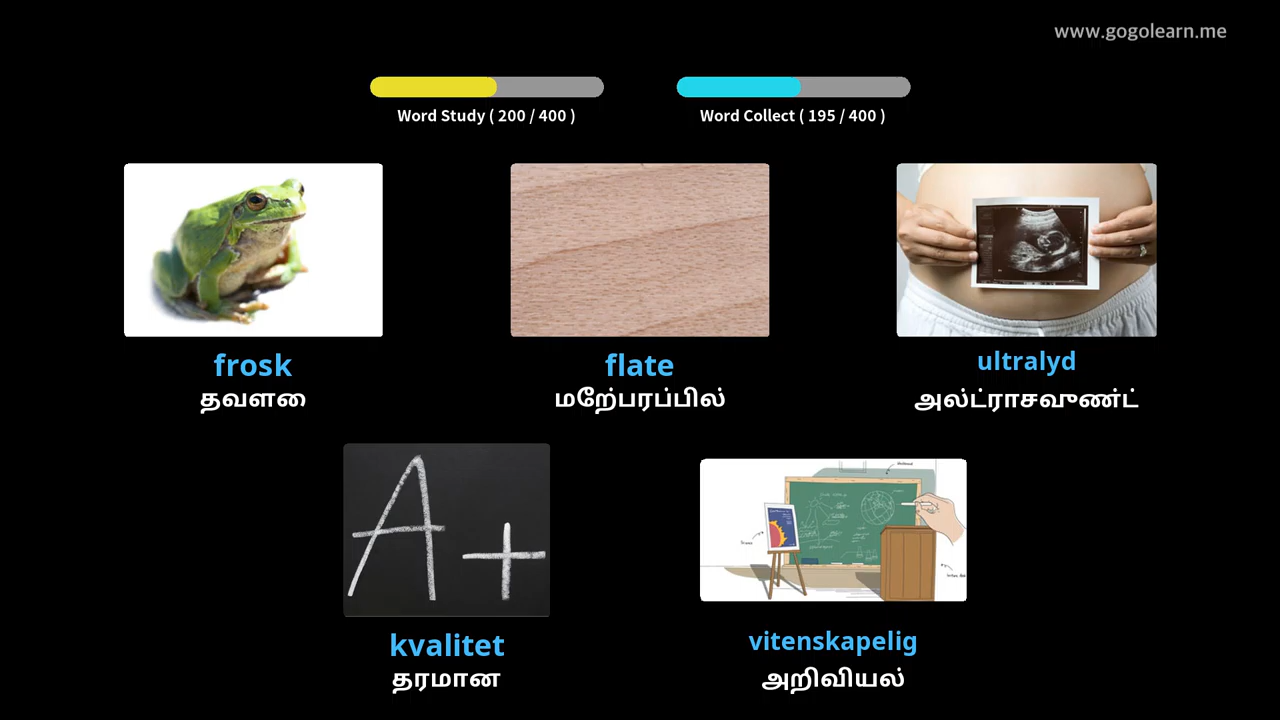 www.gogolearn.me
Word Study ( 200 / 400 )
Word Collect ( 195 / 400 )
frosk
தவளை
flate
மேற்பரப்பில்
ultralyd
அல்ட்ராசவுண்ட்
A+
kvalitet
தரமான
vitenskapelig
அறிவியல்